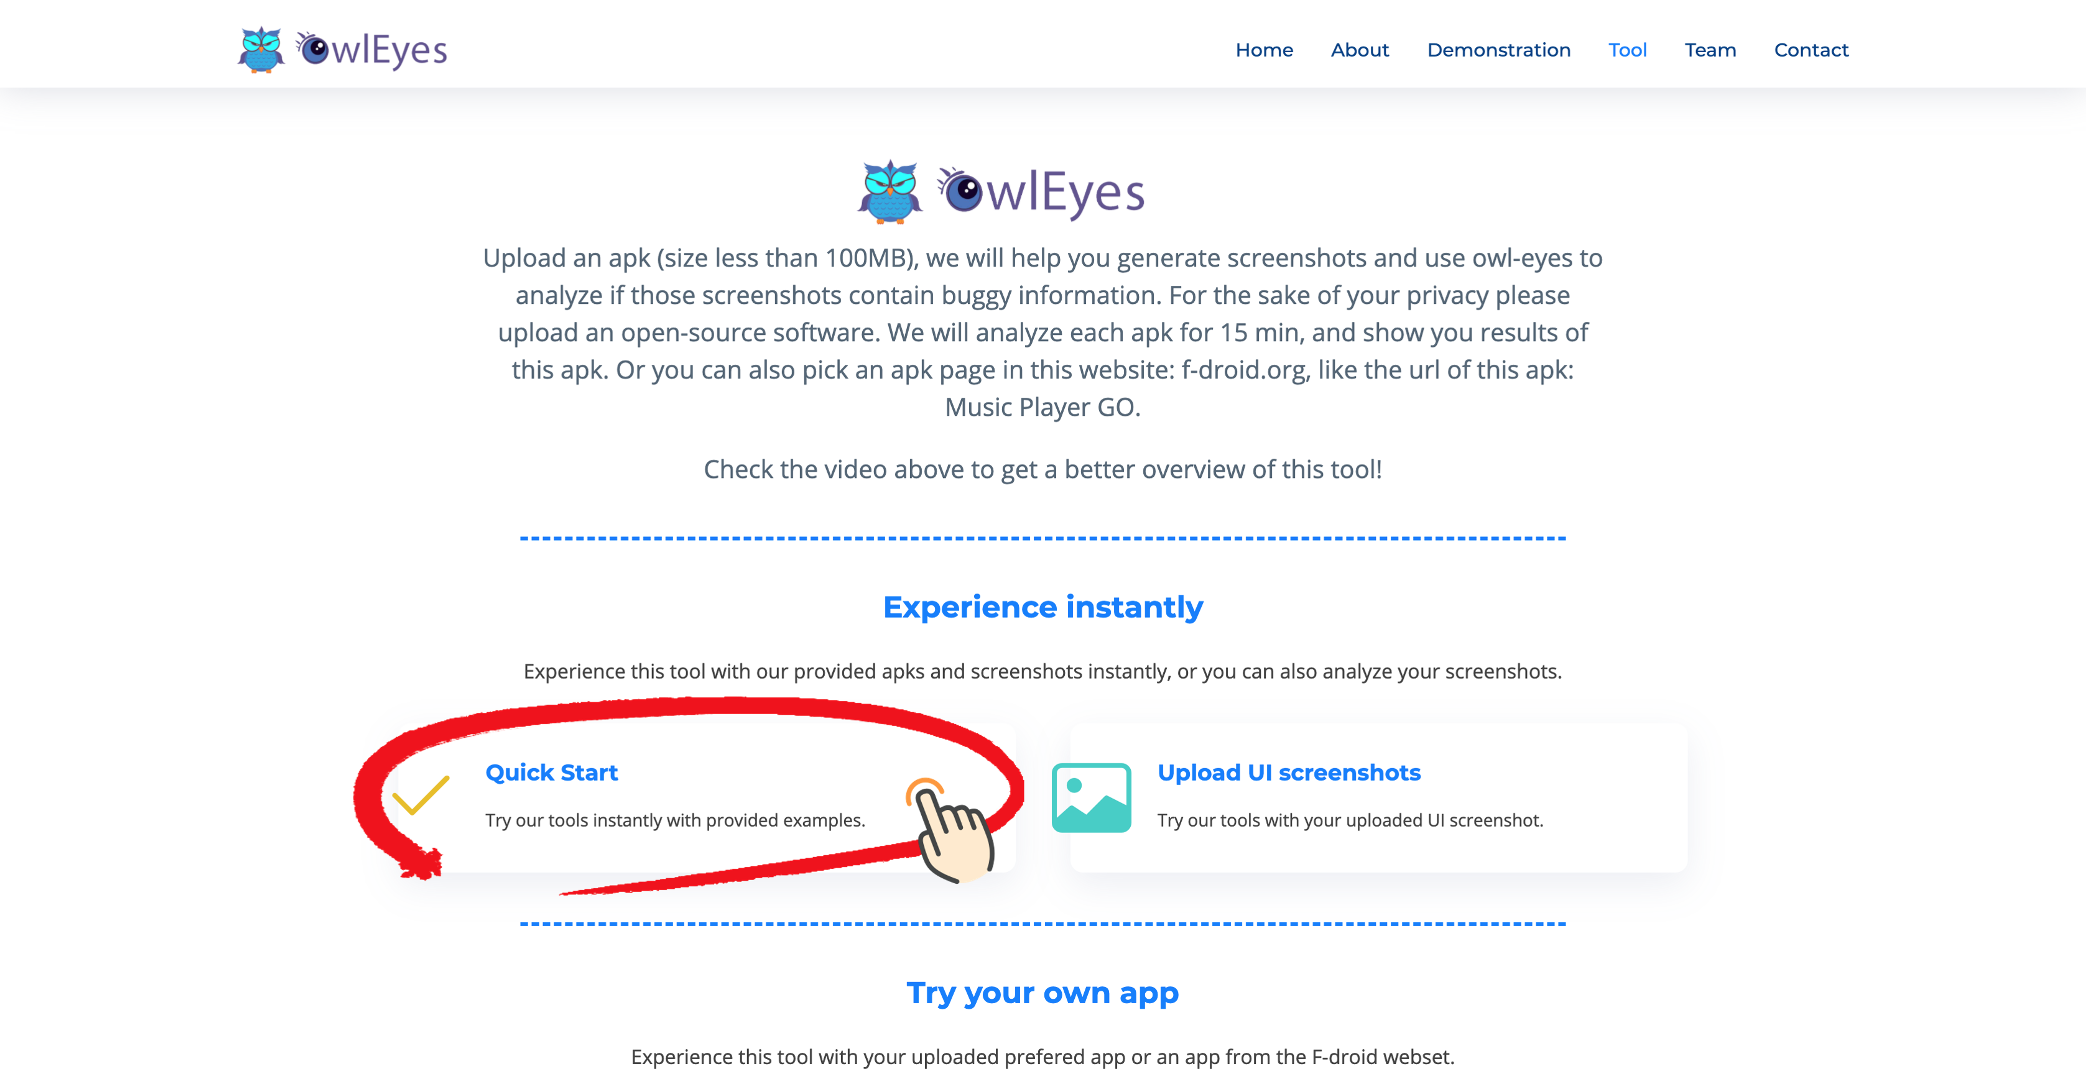 OwlEyes
Home About Demonstration Tool Team Contact
OwlEyes
Upload an apk (size less than 100MB), we will help you generate screenshots and use owl-eyes to
analyze if those screenshots contain buggy information. For the sake of your privacy please
upload an open-source software. We will analyze each apk for 15 min, and show you results of
this apk. Or you can also pick an apk page in this website: f-droid.org, like the url of this apk:
Music Player GO.
Check the video above to get a better overview of this tool!
Experience instantly
Experience this tool with our provided apks and screenshots instantly, or you can also analyze your screenshots.
Quick Start
Try our tools instantly with provided examples.
Upload UI screenshots
Try our tools with your uploaded UI screenshot.
Try your own app
Experience this tool with your uploaded prefered app or an app from the F-droid webset.